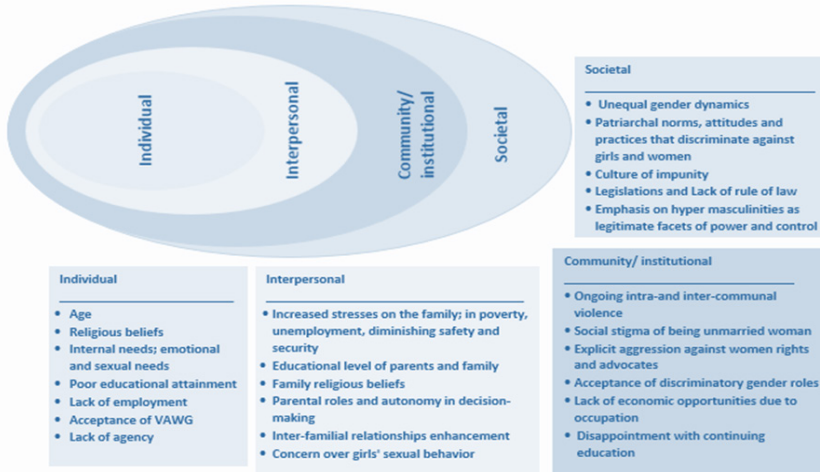 Individual
Interpersonal
Community/
institutional
Societal
Societal
• Unequal gender dynamics
• Patriarchal norms, attitudes and
practices that discriminate against
girls and women
• Culture of impunity
• Legislations and Lack of rule of law
• Emphasis on hyper masculinities as
legitimate facets of power and control
Individual
• Age
• Religious beliefs
• Internal needs; emotional
and sexual needs
• Poor educational attainment
• Lack of employment
• Acceptance of VAWG
• Lack of agency
Interpersonal
• Increased stresses on the family; in poverty,
unemployment, diminishing safety and
security
• Educational level of parents and family
• Family religious beliefs
• Parental roles and autonomy in decision-
making
• Inter-familial relationships enhancement
• Concern over girls' sexual behavior
Community/ institutional
• Ongoing intra-and inter-communal
violence
• Social stigma of being unmarried woman
• Explicit aggression against women rights
and advocates
• Acceptance of discriminatory gender roles
• Lack of economic opportunities due to
occupation
• Disappointment with continuing
education